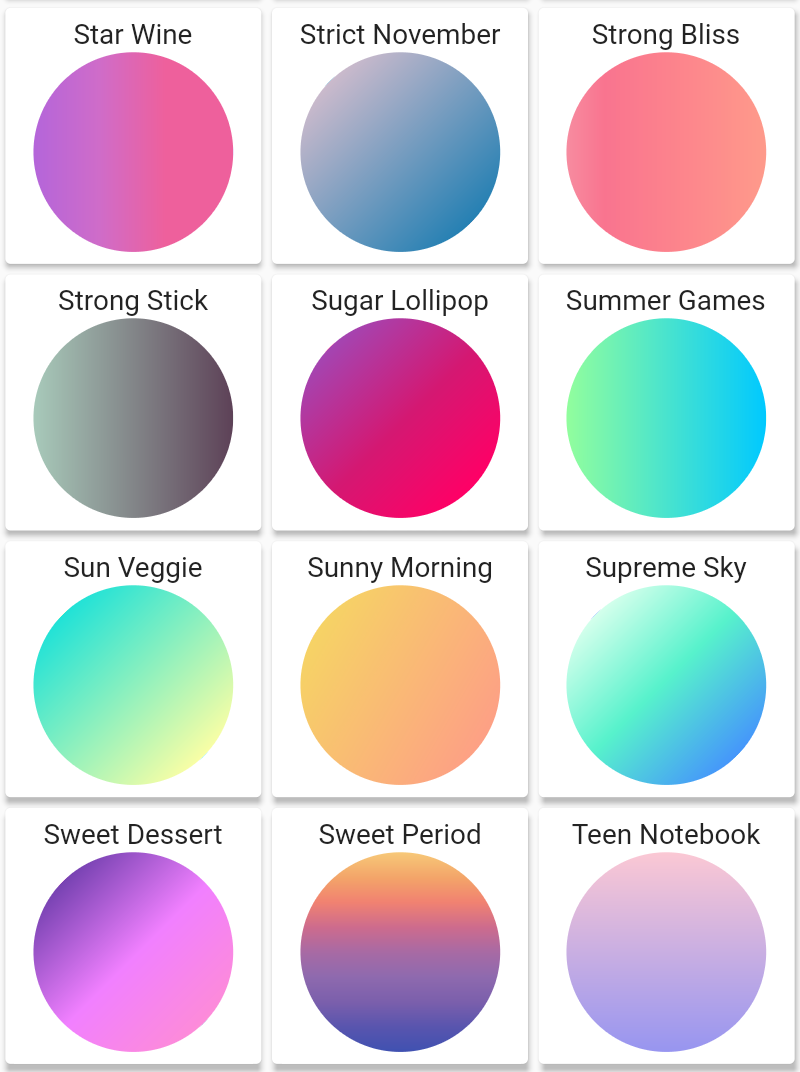 Star Wine
Strict November
Strong Bliss
Strong Stick
Sugar Lollipop
Summer Games
Sun Veggie
Sunny Morning
Supreme Sky
Sweet Dessert
Sweet Period
Teen Notebook